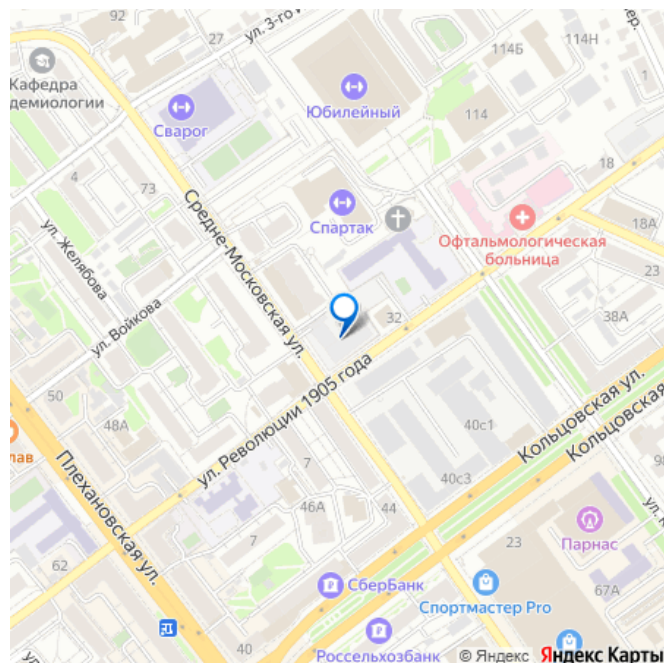 92
27
ул. 3-го И
114Б
114Н
пер.
Кафедра
демиологии
Юбилейный
Сварог
114
1
4
73
18
Спартак
Офтальмологическая
больница
18А
23
ул. Желябова
Средне-Московская ул.
ул. Войкова
32
38А
50
48А
лав
ул. Революции 1905 года
40с1
Кольцовская ул.
Кольцовская
Плехановская ул.
7
40с3
98
ул. К
46А
44
7
Парнас
62
23
67А
СберБанк
Спортмастер Pro
40
Россельхозбанк
© Яндекс Яндекс Карты